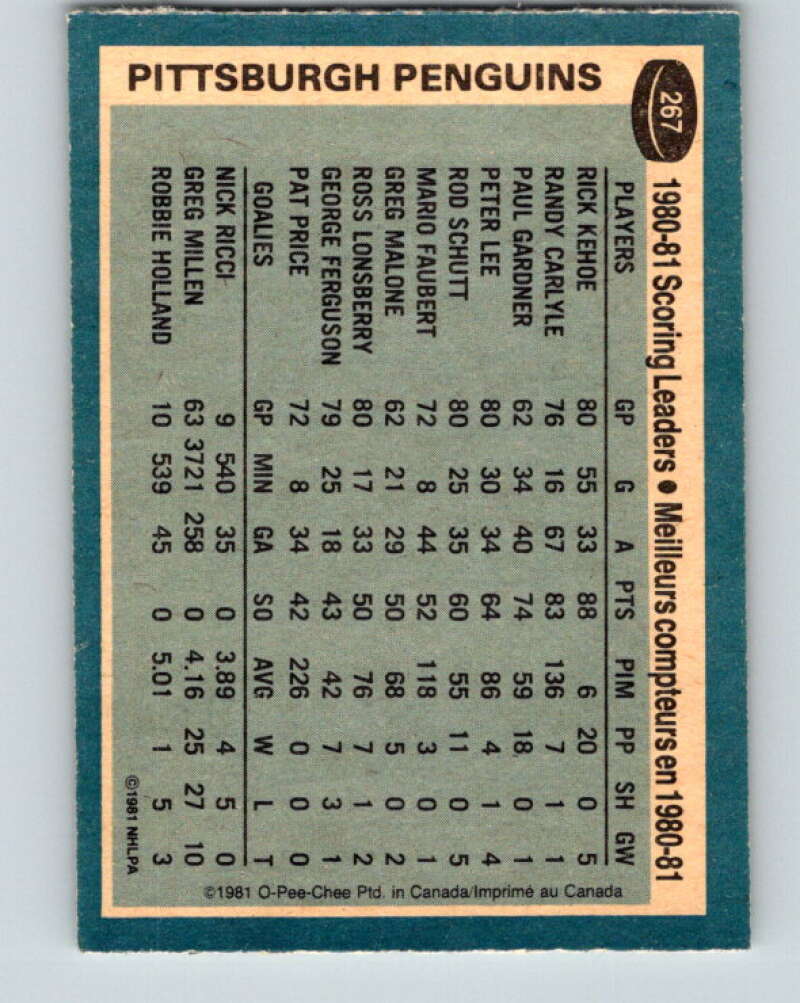 PITTSBURGH PENGUINS
267
1980-81 Scoring Leaders • Meilleurs compteurs en 1980-81
PLAYERS GP G A PTS PIM PP SH GW
RICK KEHOE 80 55 33 88 6 20 0 5
RANDY CARLYLE 76 16 67 83 136 7 1 1
PAUL GARDNER 62 34 40 74 59 18 0 1
PETER LEE 80 30 34 64 86 4 1 4
ROD SCHUTT 80 25 35 60 55 11 0 5
MARIO FAUBERT 72 8 44 52 118 3 0 1
GREG MALONE 62 21 29 50 68 5 0 2
ROSS LONSBERRY 80 17 33 50 76 7 1 2
GEORGE FERGUSON 79 25 18 43 42 7 3 1
PAT PRICE 72 8 34 42 226 0 0 0
GOALIES GP MIN GA SO AVG W L T
NICK RICCI 9 540 35 0 3.89 4 5 0
GREG MILLEN 63 3721 258 0 4.16 25 27 10
ROBBIE HOLLAND 10 539 45 0 5.01 1 5 3
©1981 NHLPA
©1981 O-Pee-Chee Ptd. in Canada/Imprimé au Canada